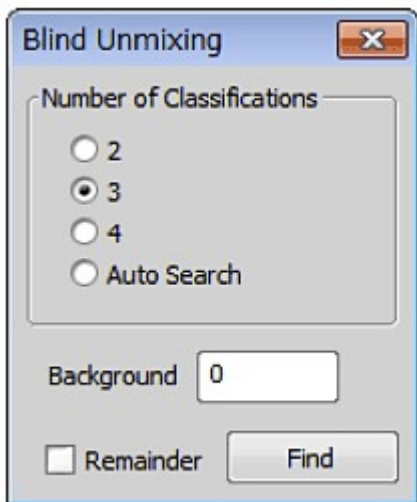 Blind Unmixing
Number of Classifications
2
3
4
Auto Search
Background 0
Remainder Find